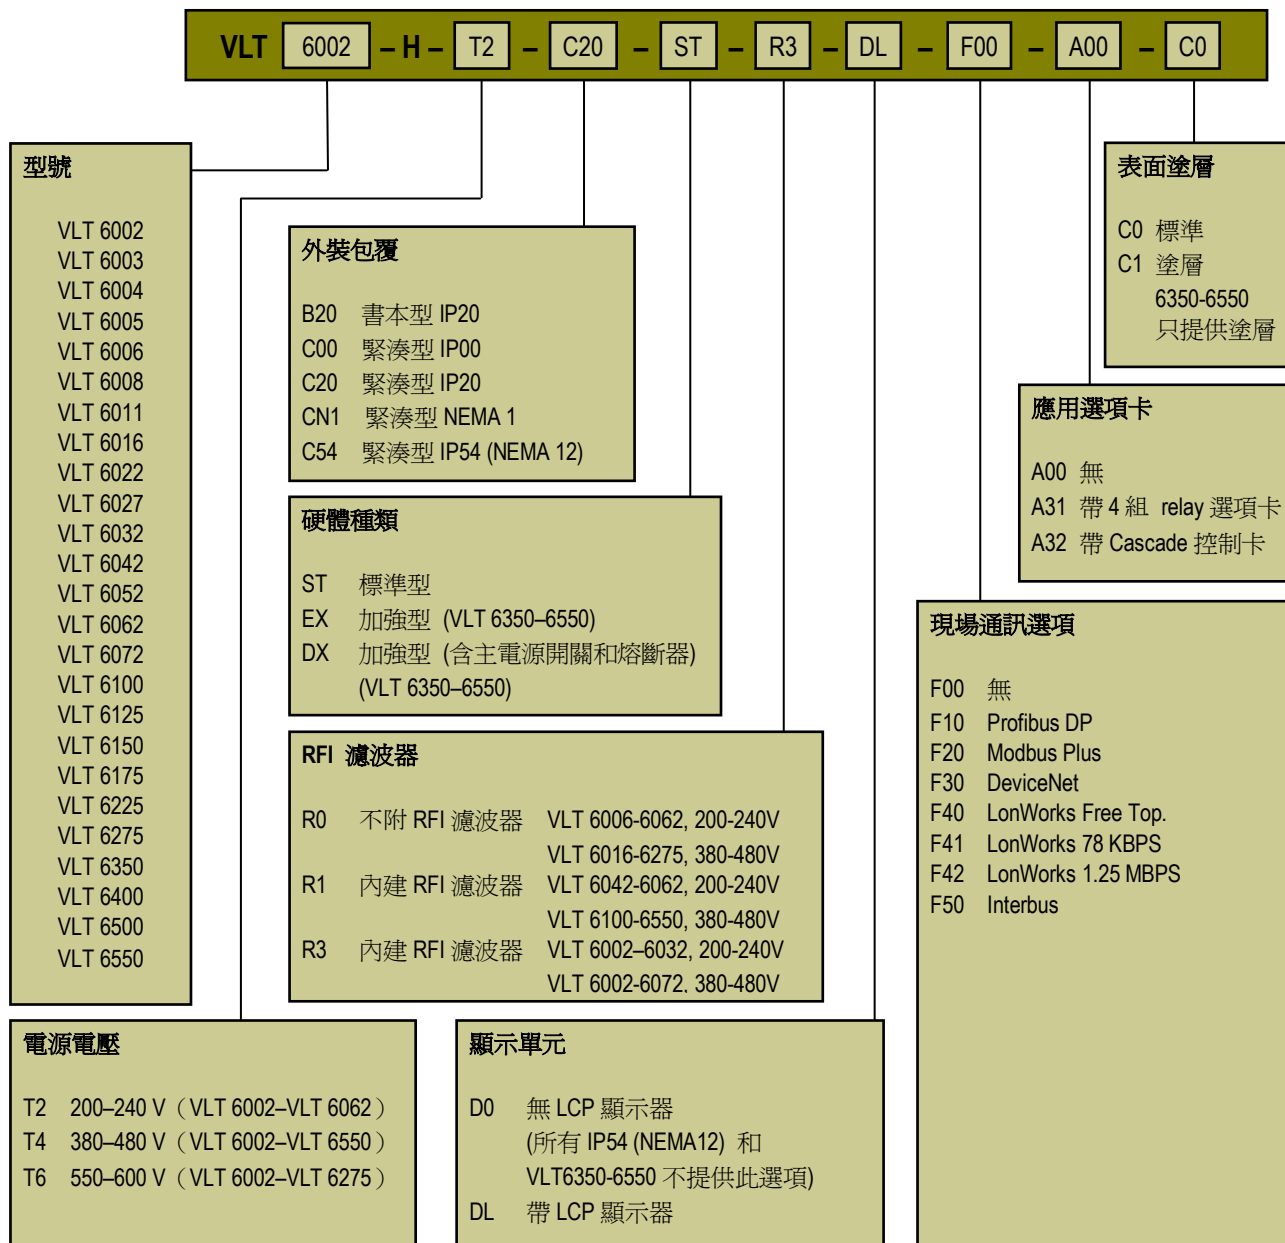 VLT 6002 – H – T2 – C20 – ST – R3 – DL – F00 – A00 – C0
型號
VLT 6002
VLT 6003
VLT 6004
VLT 6005
VLT 6006
VLT 6008
VLT 6011
VLT 6016
VLT 6022
VLT 6027
VLT 6032
VLT 6042
VLT 6052
VLT 6062
VLT 6072
VLT 6100
VLT 6125
VLT 6150
VLT 6175
VLT 6225
VLT 6275
VLT 6350
VLT 6400
VLT 6500
VLT 6550
電源電壓
T2 200–240 V（VLT 6002–VLT 6062）
T4 380–480 V（VLT 6002–VLT 6550）
T6 550–600 V（VLT 6002–VLT 6275）
外裝包覆
B20 書本型 IP20
C00 緊湊型 IP00
C20 緊湊型 IP20
CN1 緊湊型 NEMA 1
C54 緊湊型 IP54 (NEMA 12)
硬體種類
ST 標準型
EX 加強型 (VLT 6350–6550)
DX 加強型 (含主電源開關和熔斷器)
(VLT 6350–6550)
RFI 濾波器
R0 不附 RFI 濾波器 VLT 6006-6062, 200-240V
VLT 6016-6275, 380-480V
R1 內建 RFI 濾波器 VLT 6042-6062, 200-240V
VLT 6100-6550, 380-480V
R3 內建 RFI 濾波器 VLT 6002–6032, 200-240V
VLT 6002-6072, 380-480V
顯示單元
D0 無 LCP 顯示器
(所有 IP54 (NEMA12) 和
VLT6350-6550 不提供此選項)
DL 帶 LCP 顯示器
現場通訊選項
F00 無
F10 Profibus DP
F20 Modbus Plus
F30 DeviceNet
F40 LonWorks Free Top.
F41 LonWorks 78 KBPS
F42 LonWorks 1.25 MBPS
F50 Interbus
應用選項卡
A00 無
A31 帶 4 組 relay 選項卡
A32 帶 Cascade 控制卡
表面塗層
C0 標準
C1 塗層
6350-6550
只提供塗層